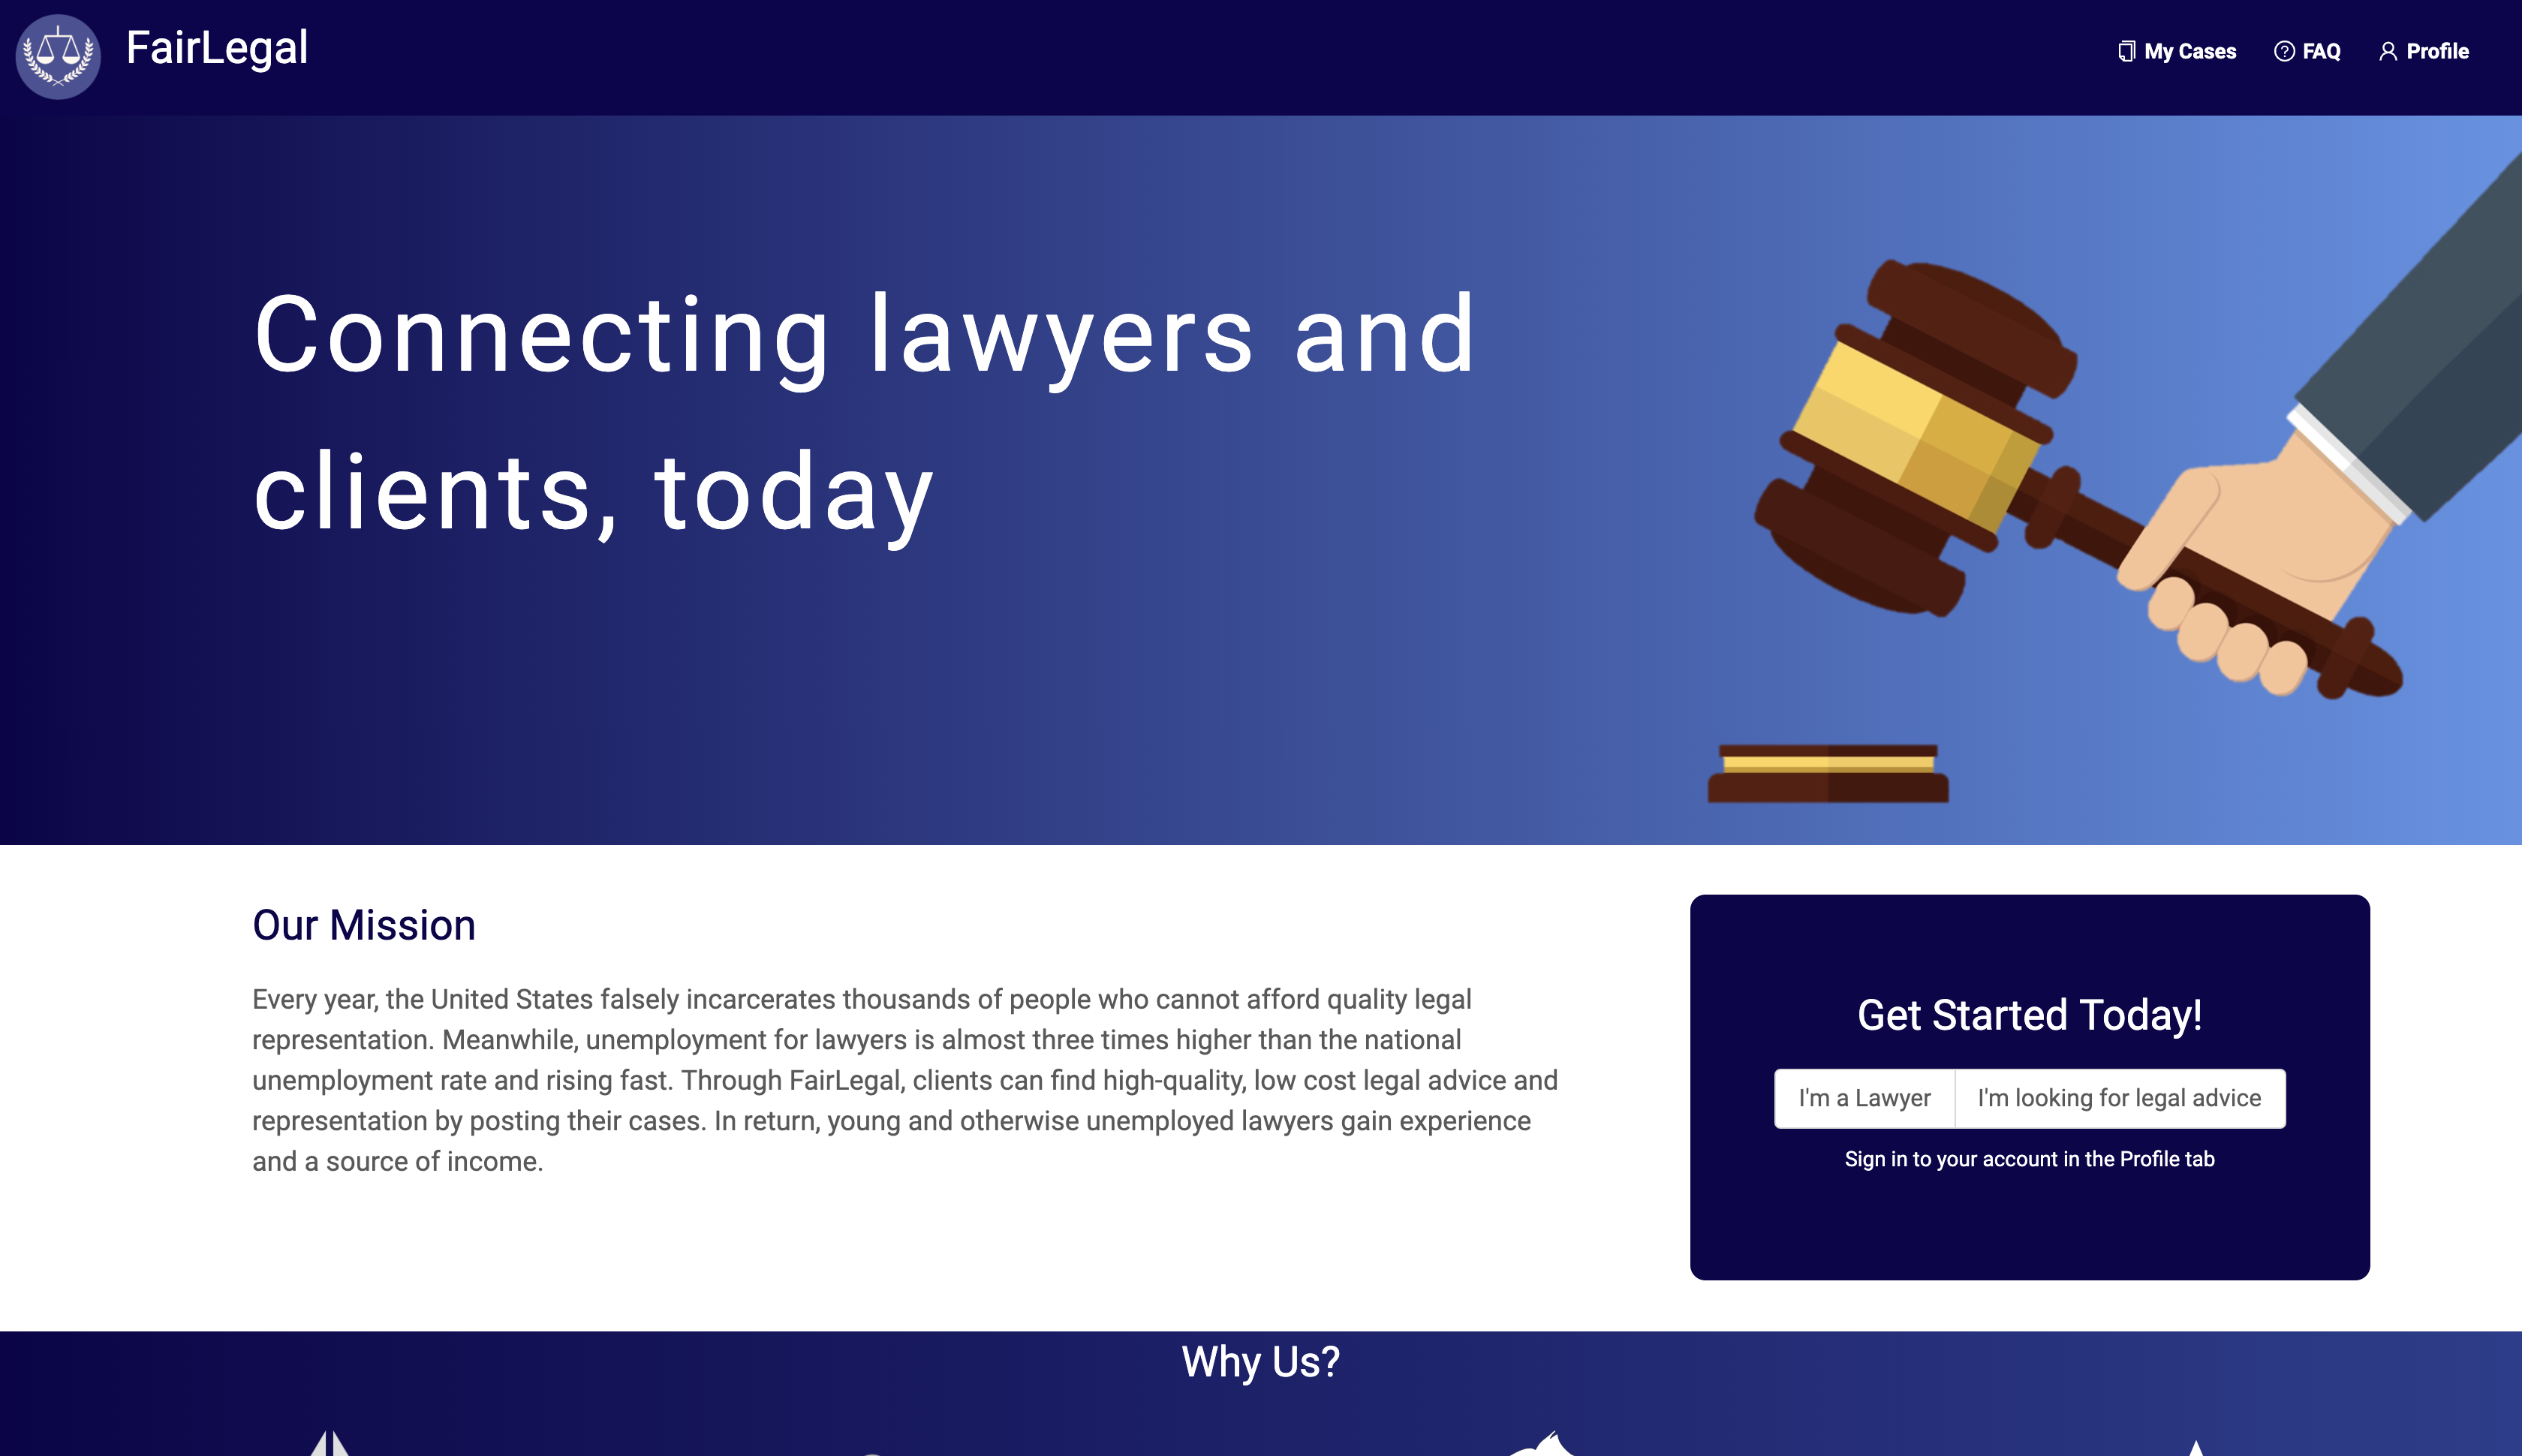 FairLegal
My Cases
FAQ
Profile
Connecting lawyers and
clients, today
Our Mission
Every year, the United States falsely incarcerates thousands of people who cannot afford quality legal
representation. Meanwhile, unemployment for lawyers is almost three times higher than the national
unemployment rate and rising fast. Through FairLegal, clients can find high-quality, low cost legal advice and
representation by posting their cases. In return, young and otherwise unemployed lawyers gain experience
and a source of income.
Get Started Today!
I'm a Lawyer
I'm looking for legal advice
Sign in to your account in the Profile tab
Why Us?